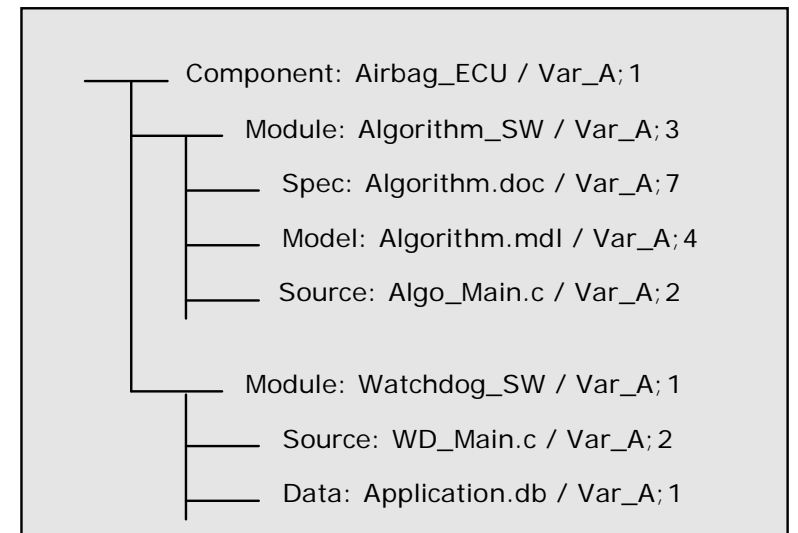 Component: Airbag_ECU / Var_A;1
Module: Algorithm_SW / Var_A;3
Spec: Algorithm.doc / Var_A;7
Model: Algorithm.mdl / Var_A;4
Source: Algo_Main.c / Var_A;2
Module: Watchdog_SW / Var_A;1
Source: WD_Main.c / Var_A;2
Data: Application.db / Var_A;1